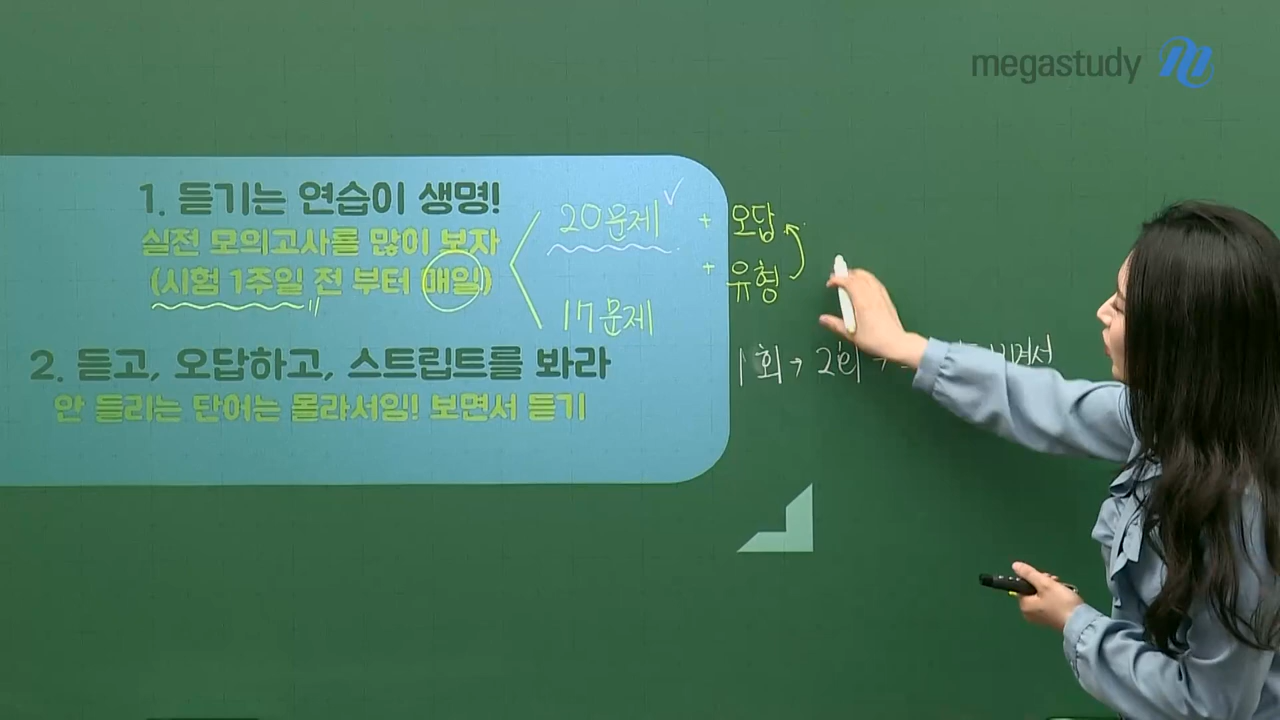 megastudy
1. 듣기는 연습이 생명!
실전 모의고사를 많이 보자
(시험 1주일 전 부터 매일)
20문제 + 오답
+ 유형
17문제
2. 듣고, 오답하고, 스트립트를 봐라
안 들리는 단어는 몰라서임! 보면서 듣기
1회 → 2회 →